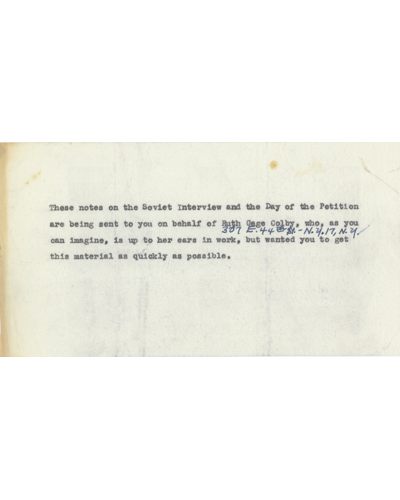 These notes on the Soviet Interview and the Day of the Petition
are being sent to you on behalf of Ruth Gage Colby, who, as you
307 E. 44th St. - N.Y. 17, N.Y.
can imagine, is up to her ears in work, but wanted you to get
this material as quickly as possible.